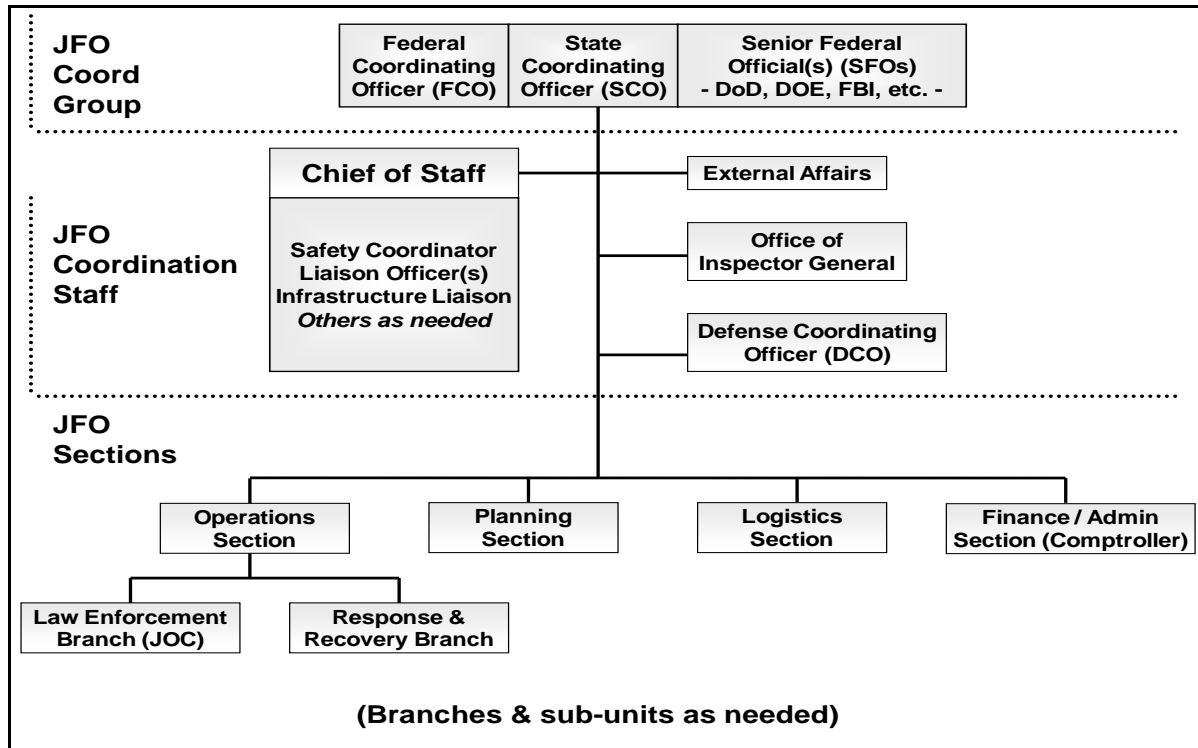 JFO
Coord
Group
Federal
Coordinating
Officer (FCO)
State
Coordinating
Officer (SCO)
Senior Federal
Official(s) (SFOs)
- DoD, DOE, FBI, etc. -
JFO
Coordination
Staff
Chief of Staff
Safety Coordinator
Liaison Officer(s)
Infrastructure Liaison
Others as needed
External Affairs
Office of
Inspector General
Defense Coordinating
Officer (DCO)
JFO
Sections
Operations
Section
Planning
Section
Logistics
Section
Finance / Admin
Section (Comptroller)
Law Enforcement
Branch (JOC)
Response &
Recovery Branch
(Branches & sub-units as needed)